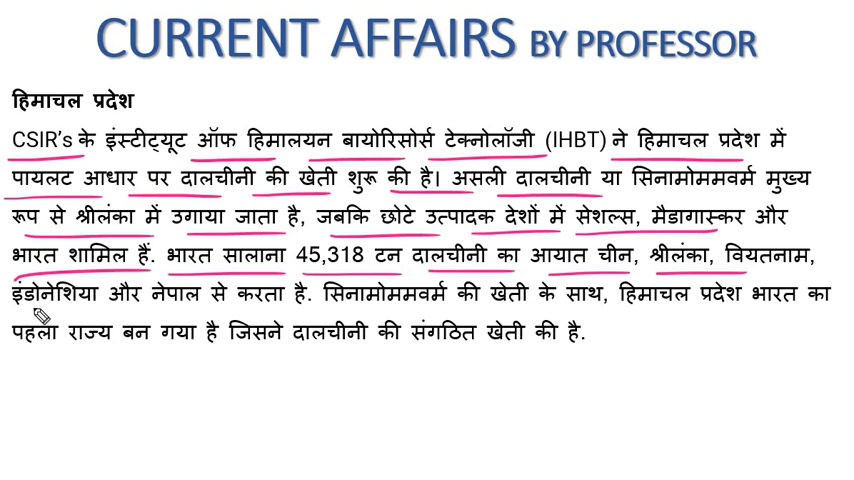 CURRENT AFFAIRS BY PROFESSOR
हिमाचल प्रदेश
CSIR's के इंस्टीट्यूट ऑफ हिमालयन बायोरिसोर्स टेक्नोलॉजी (IHBT) ने हिमाचल प्रदेश में
पायलट आधार पर दालचीनी की खेती शुरू की है। असली दालचीनी या सिनामोममवर्म मुख्य
रूप से श्रीलंका में उगाया जाता है, जबकि छोटे उत्पादक देशों में सेशल्स, मैडागास्कर और
भारत शामिल हैं. भारत सालाना 45,318 टन दालचीनी का आयात चीन, श्रीलंका, वियतनाम,
इंडोनेशिया और नेपाल से करता है. सिनामोममवर्म की खेती के साथ, हिमाचल प्रदेश भारत का
पहला राज्य बन गया है जिसने दालचीनी की संगठित खेती की है.